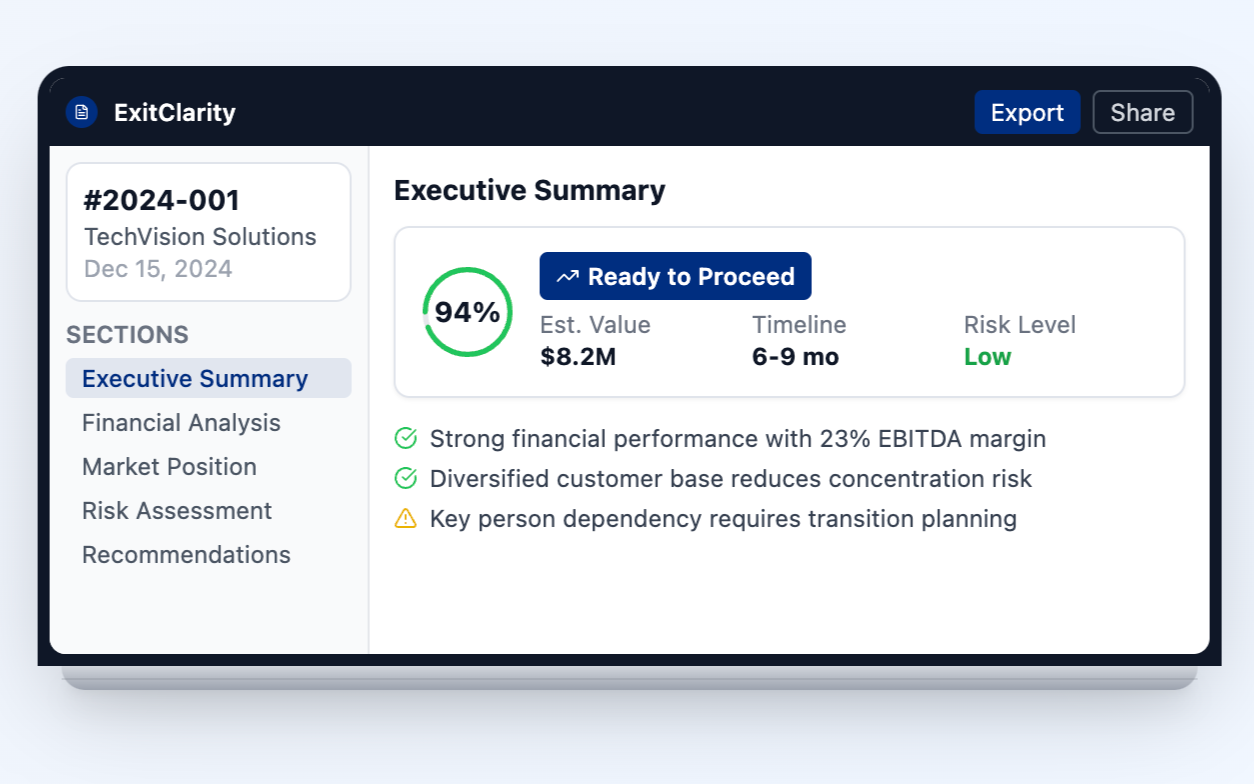 ExitClarity
Export
Share
#2024-001
TechVision Solutions
Dec 15, 2024
SECTIONS
Executive Summary
Financial Analysis
Market Position
Risk Assessment
Recommendations
Executive Summary
94%
Ready to Proceed
Est. Value
$8.2M
Timeline
6-9 mo
Risk Level
Low
Strong financial performance with 23% EBITDA margin
Diversified customer base reduces concentration risk
Key person dependency requires transition planning